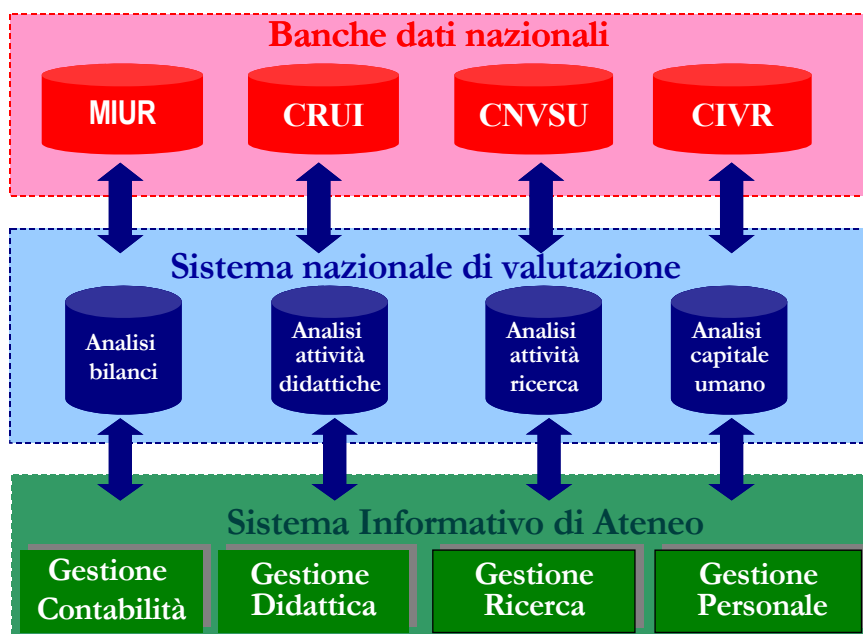 Banche dati nazionali
MIUR
CRUI
CNVSU
CIVR
Sistema nazionale di valutazione
Analisi
bilanci
Analisi
attività
didattiche
Analisi
attività
ricerca
Analisi
capitale
umano
Sistema Informativo di Ateneo
Gestione
Contabilità
Gestione
Didattica
Gestione
Ricerca
Gestione
Personale